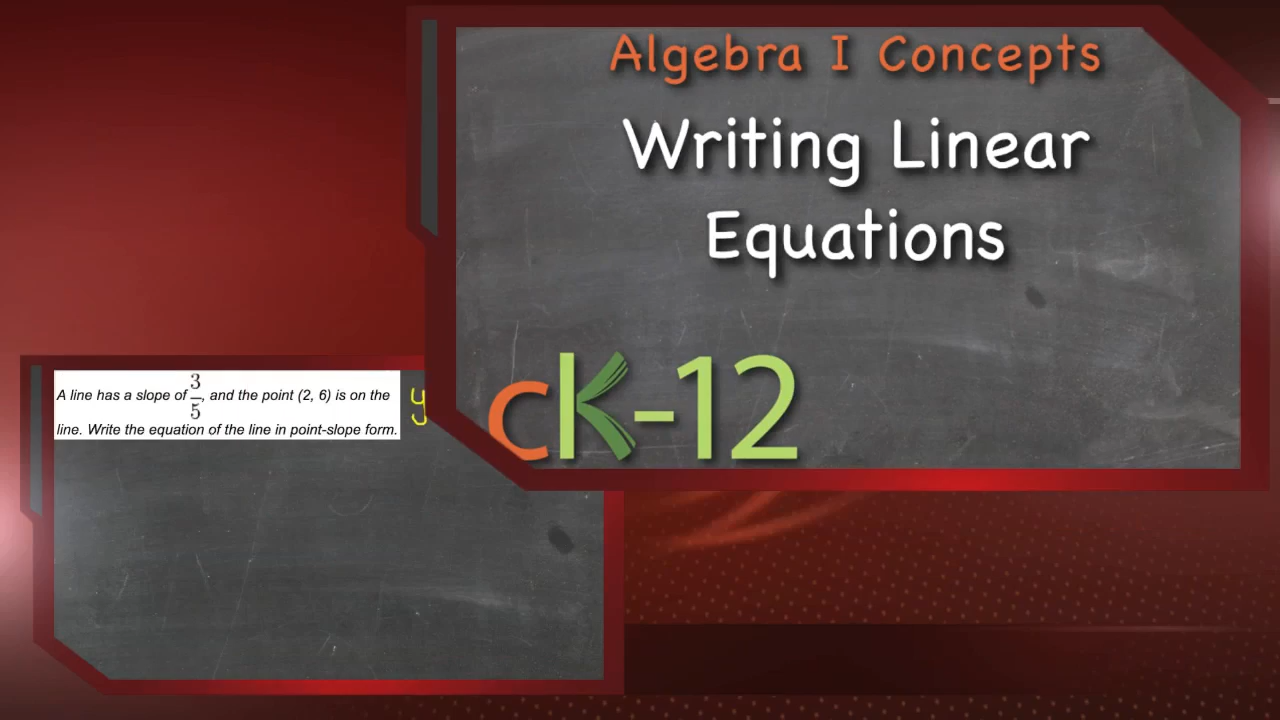 Algebra I Concepts
Writing Linear
Equations
cK-12
A line has a slope of 3/5, and the point (2, 6) is on the
line. Write the equation of the line in point-slope form.
y